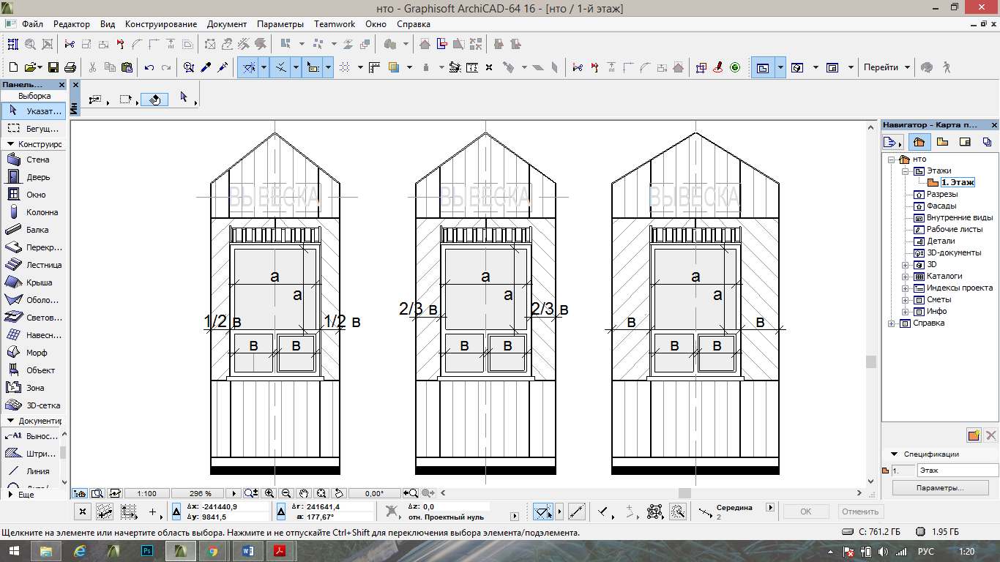 нто - Graphisoft ArchiCAD-64 16 - [нто / 1-й этаж]
Файл Редактор Вид Конструирование Документ Параметры Teamwork Окно Справка
Перейти
Панель...
Выборка
Указат...
Бегущ...
Конструиро
Стена
Дверь
Окно
Колонна
Балка
Перекр...
Лестница
Крыша
Оболо...
Светов...
Навесн...
Морф
Объект
Зона
3D-сетка
Документир
Вынос...
Штри...
Линия
Еще
Ин
ВЫВЕСКА ВЫВЕСКА ВЫВЕСКА
а а а
а а а
2/3 в 2/3 в
1/2 в 1/2 в в в
в в в в в в
Навигатор - Карта п...
нто
Этажи
1. Этаж
Разрезы
Фасады
Внутренние виды
Рабочие листы
Детали
3D-документы
3D
Каталоги
Индексы проекта
Сметы
Инфо
Справка
Спецификации
1. Этаж
Параметры...
1:100 296 % 0,00°
Δx: -241440,9 Δr: 241641,4 Δz: 0,0
Δy: 9841,5 a: 177,67° отн. Проектный нуль
Середина
2
OK Отменить
Щелкните на элементе или начертите область выбора. Нажмите и не отпускайте Ctrl+Shift для переключения выбора элемента/подэлемента.
C: 761.2 ГБ 1.95 ГБ
РУС 1:20